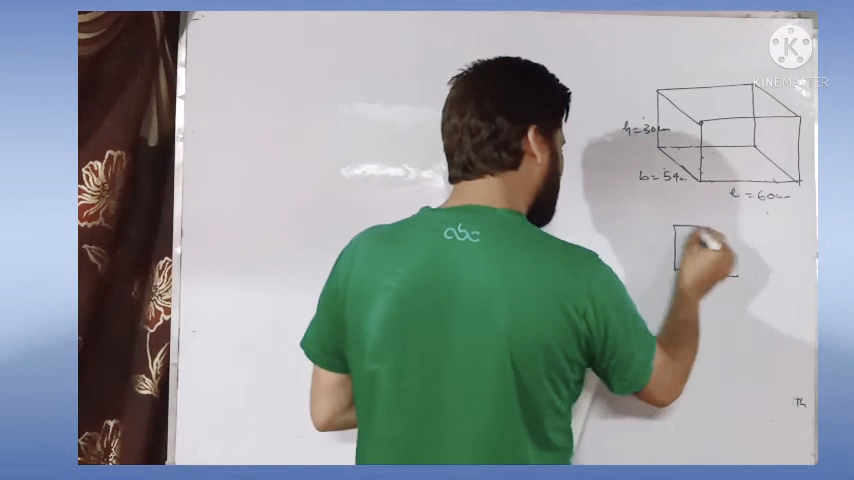 K
KINEMASTER
h = 30cm
b = 54cm
l = 60cm
abc